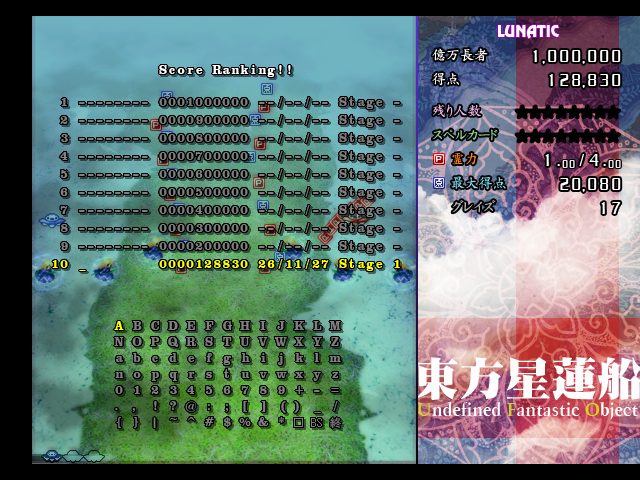 LUNATIC
億万長者 1,000,000
得点 128,830
残り人数 ★★★★★★★★
スペルカード ★★★★★★★★
P 霊力 1.00/4.00
最大得点 20,080
グレイズ 17
Score Ranking!!
1 -------- 0001000000 --/--/-- Stage -
2 -------- 0000900000 --/--/-- Stage -
3 -------- 0000800000 --/--/-- Stage -
4 -------- 0000700000 --/--/-- Stage -
5 -------- 0000600000 --/--/-- Stage -
6 -------- 0000500000 --/--/-- Stage -
7 -------- 0000400000 --/--/-- Stage -
8 -------- 0000300000 --/--/-- Stage -
9 -------- 0000200000 --/--/-- Stage -
10 _ 0000128830 26/11/27 Stage 1
A B C D E F G H I J K L M
N O P Q R S T U V W X Y Z
a b c d e f g h i j k l m
n o p q r s t u v w x y z
0 1 2 3 4 5 6 7 8 9 + - =
. , ! ? @ : ; [ ] ( ) _ /
{ } | ~ ^ # $ % & * □ BS 終
東方星蓮船
Undefined Fantastic Object